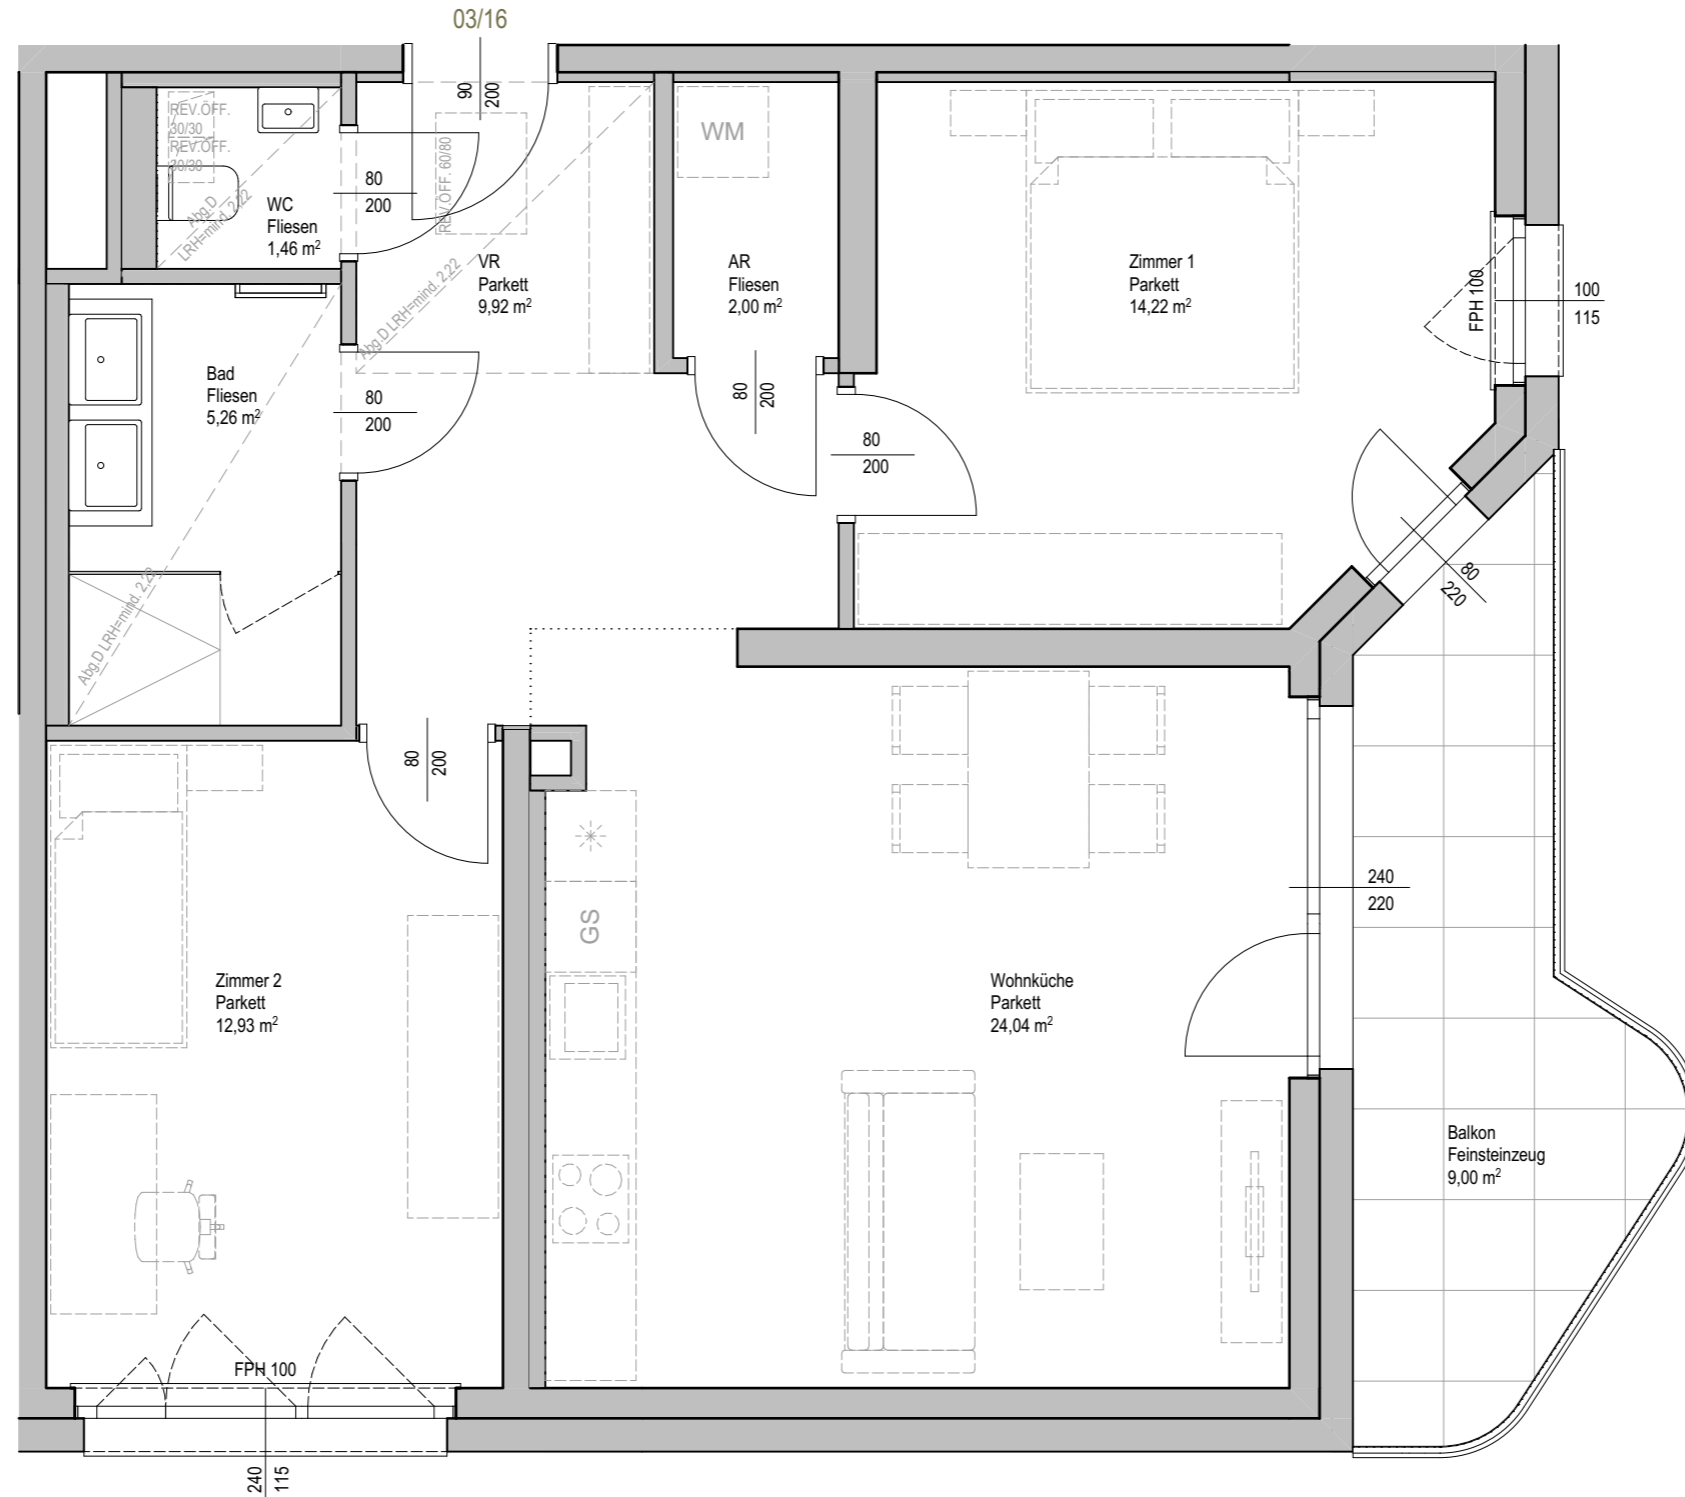 03/16
90
200
REV.ÖFF.
30/30
REV.ÖFF.
30/30
Abg.D
LRH=mind. 2,22
WC
Fliesen
1,46 m²
80
200
REV.ÖFF. 60/80
Abg.D LRH=mind. 2,22
VR
Parkett
9,92 m²
WM
AR
Fliesen
2,00 m²
80
200
Zimmer 1
Parkett
14,22 m²
FPH 100
100
115
Bad
Fliesen
5,26 m²
80
200
80
200
80
220
Abg.D LRH=mind. 2,20
80
200
GS
240
220
Zimmer 2
Parkett
12,93 m²
Wohnküche
Parkett
24,04 m²
Balkon
Feinsteinzeug
9,00 m²
FPH 100
240
115